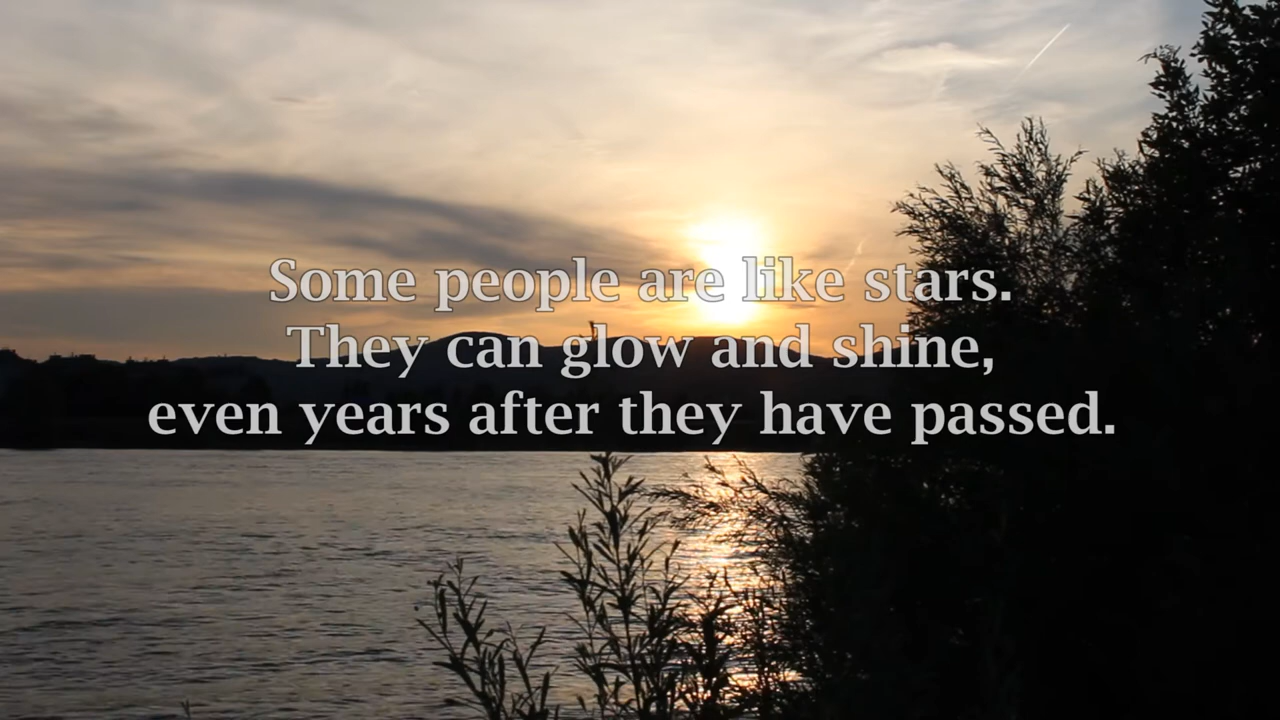 Some people are like stars.
They can glow and shine,
even years after they have passed.